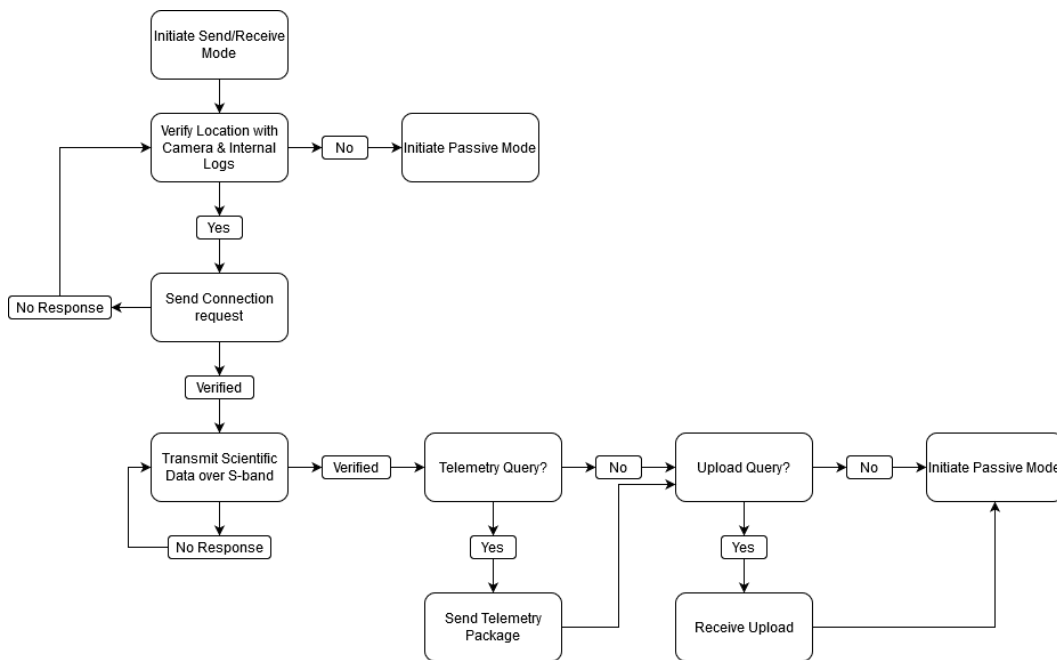 Initiate Send/Receive
Mode
Verify Location with
Camera & Internal
Logs
No
Initiate Passive Mode
Yes
Send Connection
request
No Response
Verified
Transmit Scientific
Data over S-band
Verified
Telemetry Query?
No
Upload Query?
No
Initiate Passive Mode
No Response
Yes
Yes
Send Telemetry
Package
Receive Upload